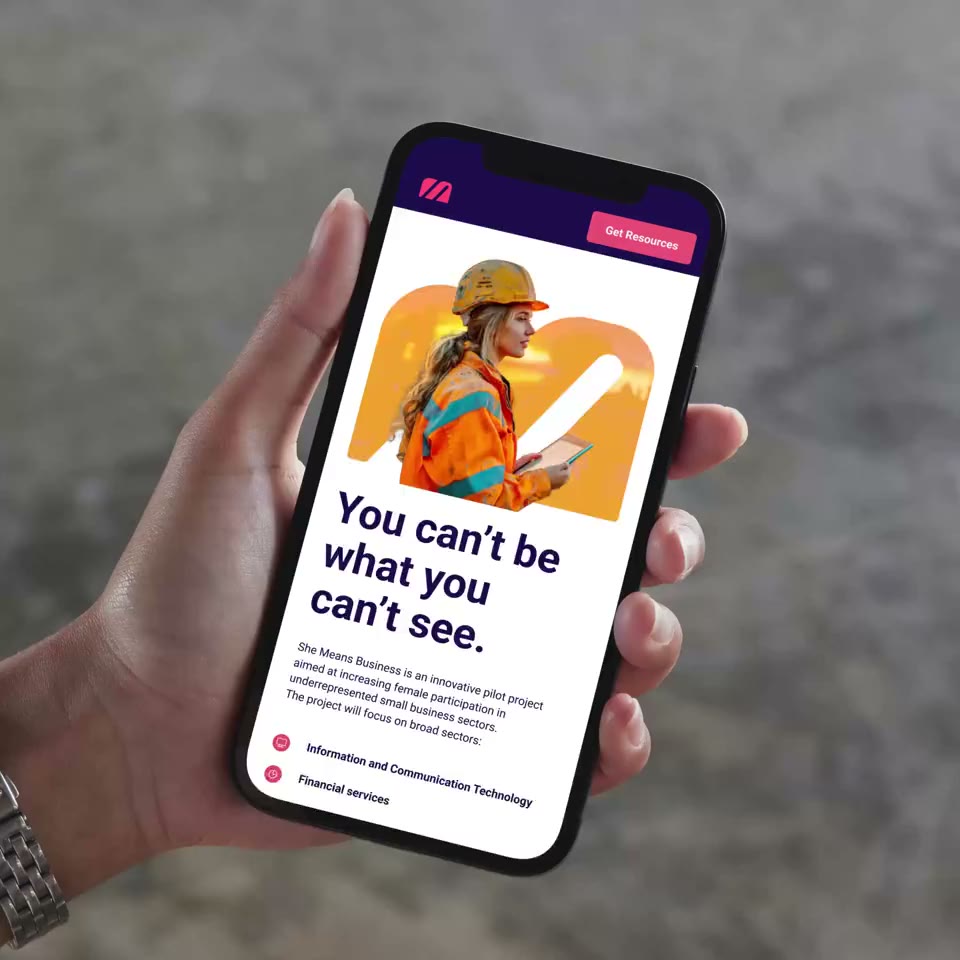 Get Resources
You can't be
what you
can't see.
She Means Business is an innovative pilot project
aimed at increasing female participation in
underrepresented small business sectors.
The project will focus on broad sectors:
Information and Communication Technology
Financial services